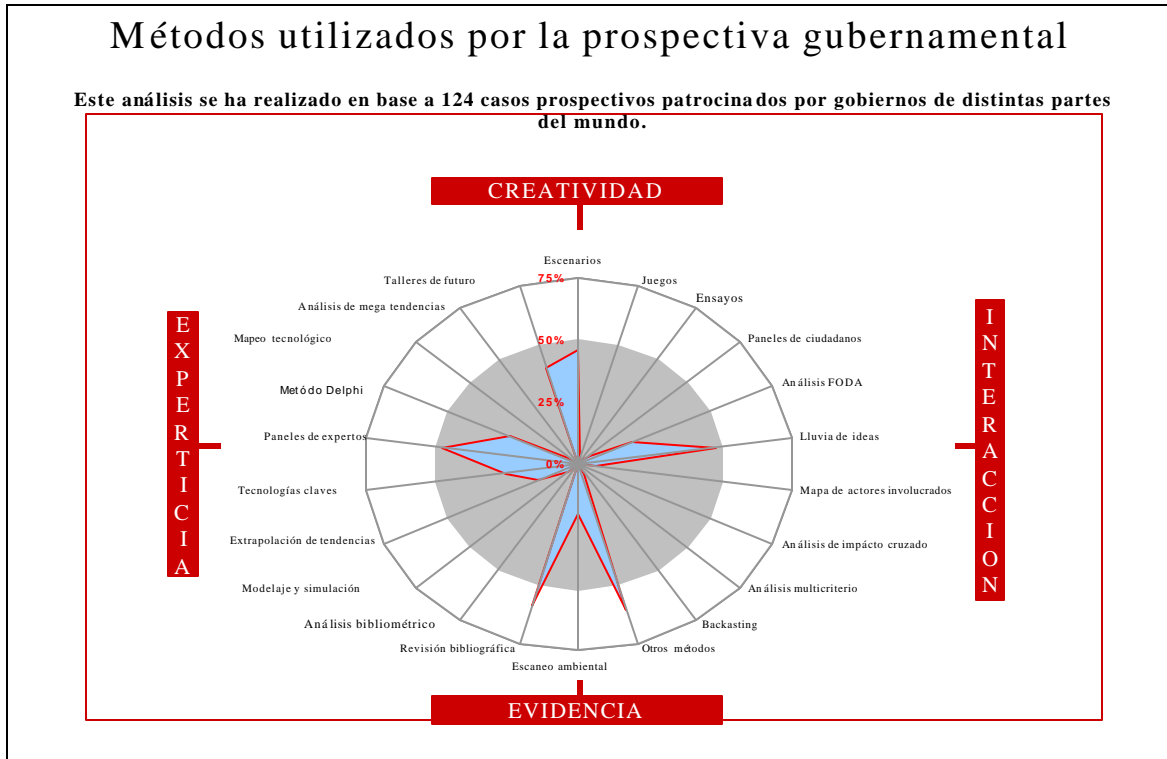 Métodos utilizados por la prospectiva gubernamental
Este análisis se ha realizado en base a 124 casos prospectivos patrocinados por gobiernos de distintas partes
del mundo.
CREATIVIDAD
Escenarios
75%
Talleres de futuro
Juegos
Análisis de mega tendencias
Ensayos
Mapeo tecnológico
Paneles de ciudadanos
50%
Metódo Delphi
Análisis FODA
25%
Paneles de expertos
Lluvia de ideas
0%
Tecnologías claves
Mapa de actores involucrados
Extrapolación de tendencias
Análisis de impácto cruzado
Modelaje y simulación
Análisis multicriterio
Análisis bibliométrico
Backasting
Revisión bibliográfica
Otros métodos
Escaneo ambiental
EXPERTICIA
INTERACCION
EVIDENCIA